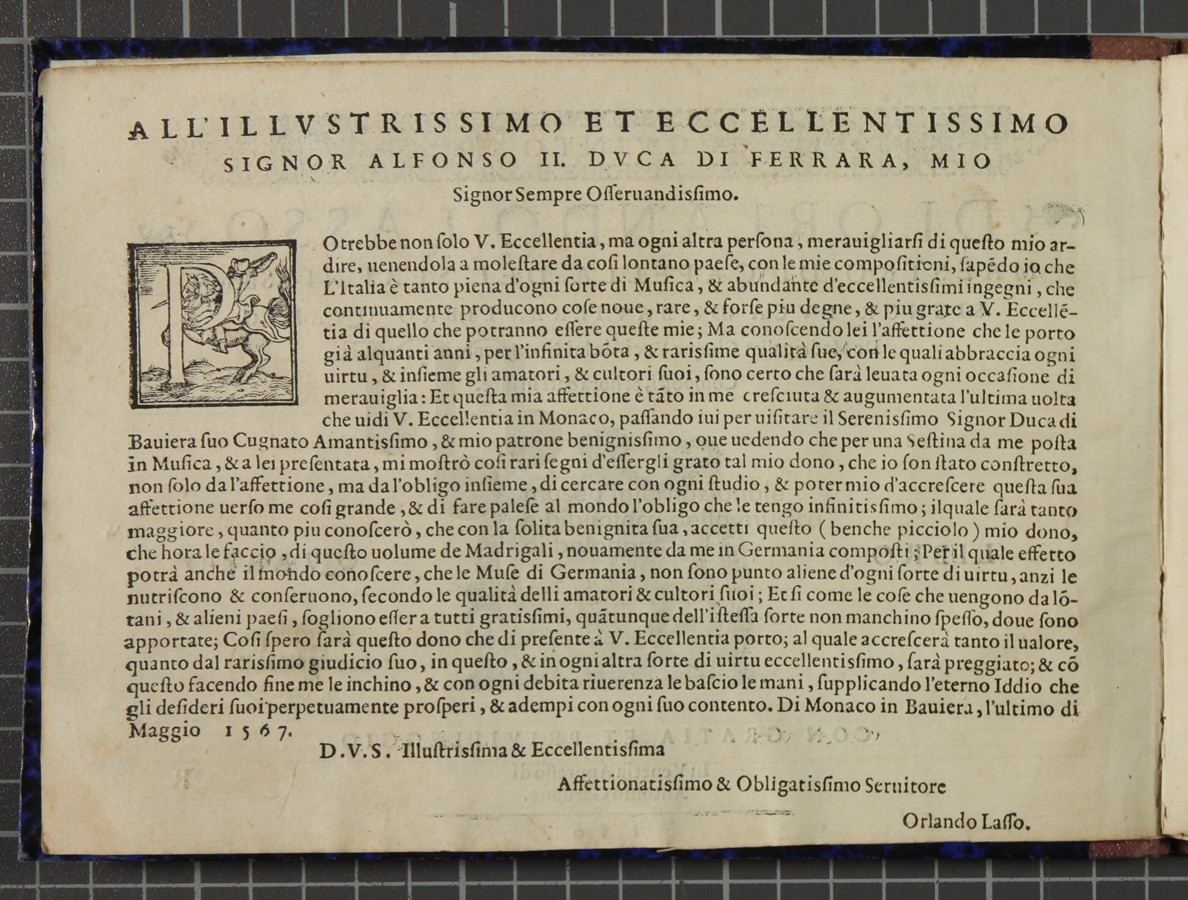 ALL'ILLVSTRISSIMO ET ECCELLENTISSIMO
SIGNOR ALFONSO II. DVCA DI FERRARA, MIO
Signor Sempre Oſſeruandiſsimo.
POtrebbe non ſolo V. Eccellentia, ma ogni altra perſona, merauigliarſi di queſto mio ar-
dire, uenendola a moleſtare da coſi lontano paeſe, con le mie compoſitioni, ſapēdo io che
L'Italia è tanto piena d'ogni ſorte di Muſica, & abundante d'eccellentiſsimi ingegni, che
continuamente producono coſe noue, rare, & forſe piu degne, & piu grate a V. Eccellē-
tia di quello che potranno eſſere queſte mie; Ma conoſcendo lei l'affettione che le porto
già alquanti anni, per l'infinita bōta, & rariſsime qualità ſue, con le quali abbraccia ogni
uirtu, & inſieme gli amatori, & cultori ſuoi, ſono certo che ſarà leuata ogni occaſione di
merauiglia: Et queſta mia affettione è tāto in me creſciuta & augumentata l'ultima uolta
che uidi V. Eccellentia in Monaco, paſſando iui per uiſitare il Sereniſsimo Signor Duca di
Bauiera ſuo Cugnato Amantiſsimo, & mio patrone benigniſsimo, oue uedendo che per una Seſtina da me poſta
in Muſica, & a lei preſentata, mi moſtrò coſi rari ſegni d'eſſergli grato tal mio dono, che io ſon ſtato conſtretto,
non ſolo da l'affettione, ma da l'obligo inſieme, di cercare con ogni ſtudio, & poter mio d'accreſcere queſta ſua
affettione uerſo me coſi grande, & di fare paleſe al mondo l'obligo che le tengo infinitiſsimo; ilquale ſarà tanto
maggiore, quanto piu conoſcerò, che con la ſolita benignita ſua, accetti queſto (benche picciolo) mio dono,
che hora le faccio, di queſto uolume de Madrigali, nouamente da me in Germania compoſti; Per il quale effetto
potrà anche il mondo conoſcere, che le Muſe di Germania, non ſono punto aliene d'ogni ſorte di uirtu, anzi le
nutriſcono & conſeruono, ſecondo le qualità delli amatori & cultori ſuoi; Et ſi come le coſe che uengono da lō-
tani, & alieni paeſi, ſogliono eſſer a tutti gratiſsimi, quātunque dell'iſteſſa ſorte non manchino ſpeſſo, doue ſono
apportate; Coſi ſpero ſarà queſto dono che di preſente à V. Eccellentia porto; al quale accreſcerà tanto il ualore,
quanto dal rariſsimo giudicio ſuo, in queſto, & in ogni altra ſorte di uirtu eccellentiſsimo, ſarà preggiato; & cō
queſto facendo fine me le inchino, & con ogni debita riuerenza le baſcio le mani, ſupplicando l'eterno Iddio che
gli deſideri ſuoi perpetuamente proſperi, & adempi con ogni ſuo contento. Di Monaco in Bauiera, l'ultimo di
Maggio 1567.
D.V.S. Illuſtriſsima & Eccellentiſsima
Affettionatiſsimo & Obligatiſsimo Seruitore
Orlando Laſſo.